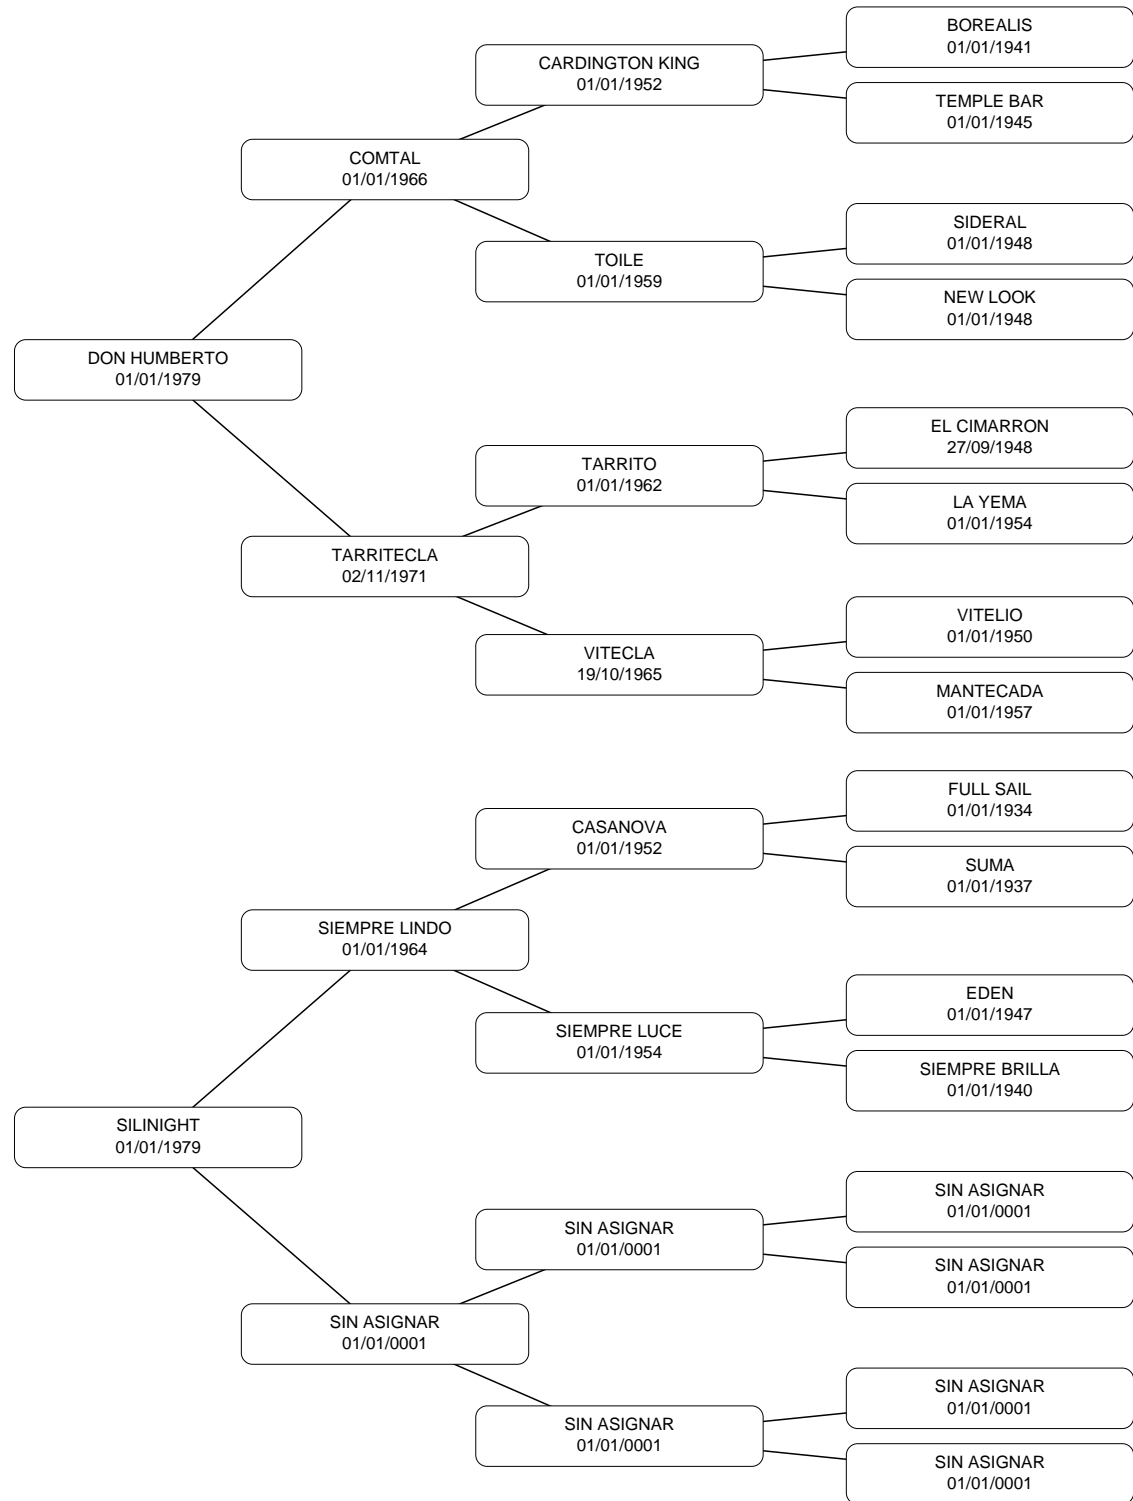 BOREALIS
01/01/1941
CARDINGTON KING
01/01/1952
TEMPLE BAR
01/01/1945
COMTAL
01/01/1966
SIDERAL
01/01/1948
TOILE
01/01/1959
NEW LOOK
01/01/1948
DON HUMBERTO
01/01/1979
EL CIMARRON
27/09/1948
TARRITO
01/01/1962
LA YEMA
01/01/1954
TARRITECLA
02/11/1971
VITELIO
01/01/1950
VITECLA
19/10/1965
MANTECADA
01/01/1957
FULL SAIL
01/01/1934
CASANOVA
01/01/1952
SUMA
01/01/1937
SIEMPRE LINDO
01/01/1964
EDEN
01/01/1947
SIEMPRE LUCE
01/01/1954
SIEMPRE BRILLA
01/01/1940
SILINIGHT
01/01/1979
SIN ASIGNAR
01/01/0001
SIN ASIGNAR
01/01/0001
SIN ASIGNAR
01/01/0001
SIN ASIGNAR
01/01/0001
SIN ASIGNAR
01/01/0001
SIN ASIGNAR
01/01/0001
SIN ASIGNAR
01/01/0001